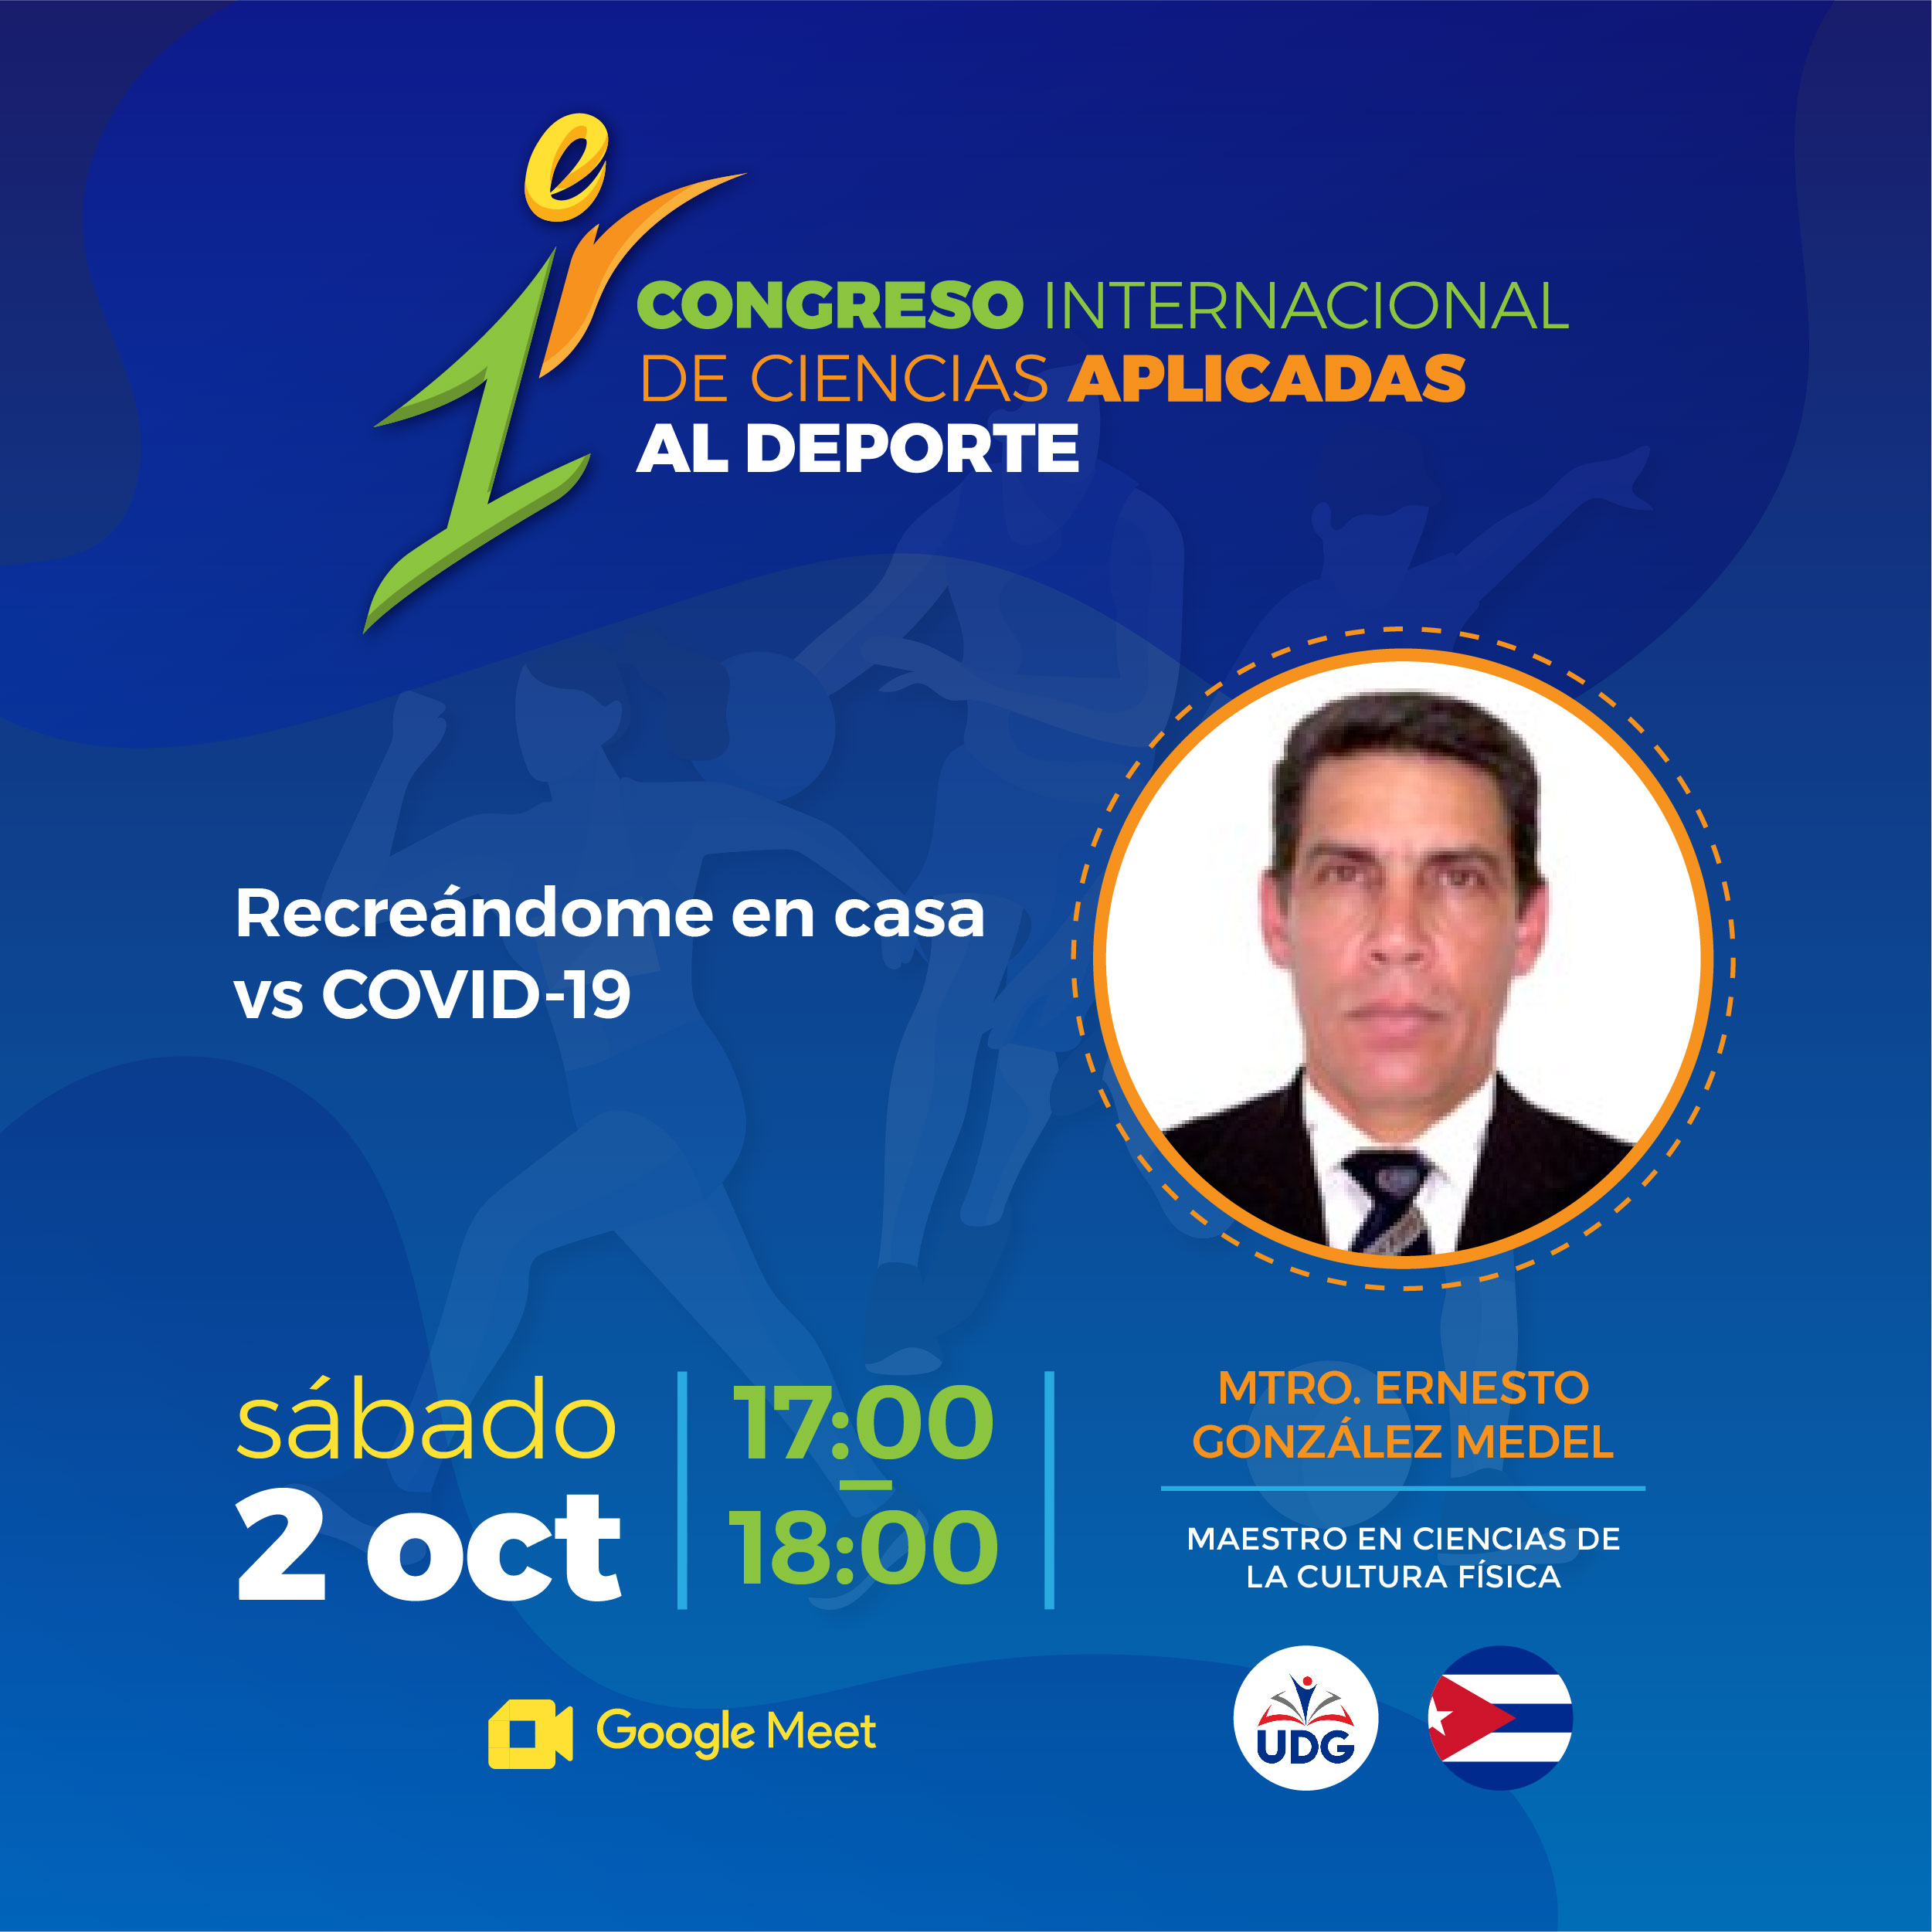 1er
CONGRESO INTERNACIONAL
DE CIENCIAS APLICADAS
AL DEPORTE
Recreándome en casa
vs COVID-19
sábado
2 oct
17:00
–
18:00
MTRO. ERNESTO
GONZÁLEZ MEDEL
MAESTRO EN CIENCIAS DE
LA CULTURA FÍSICA
Google Meet
UDG